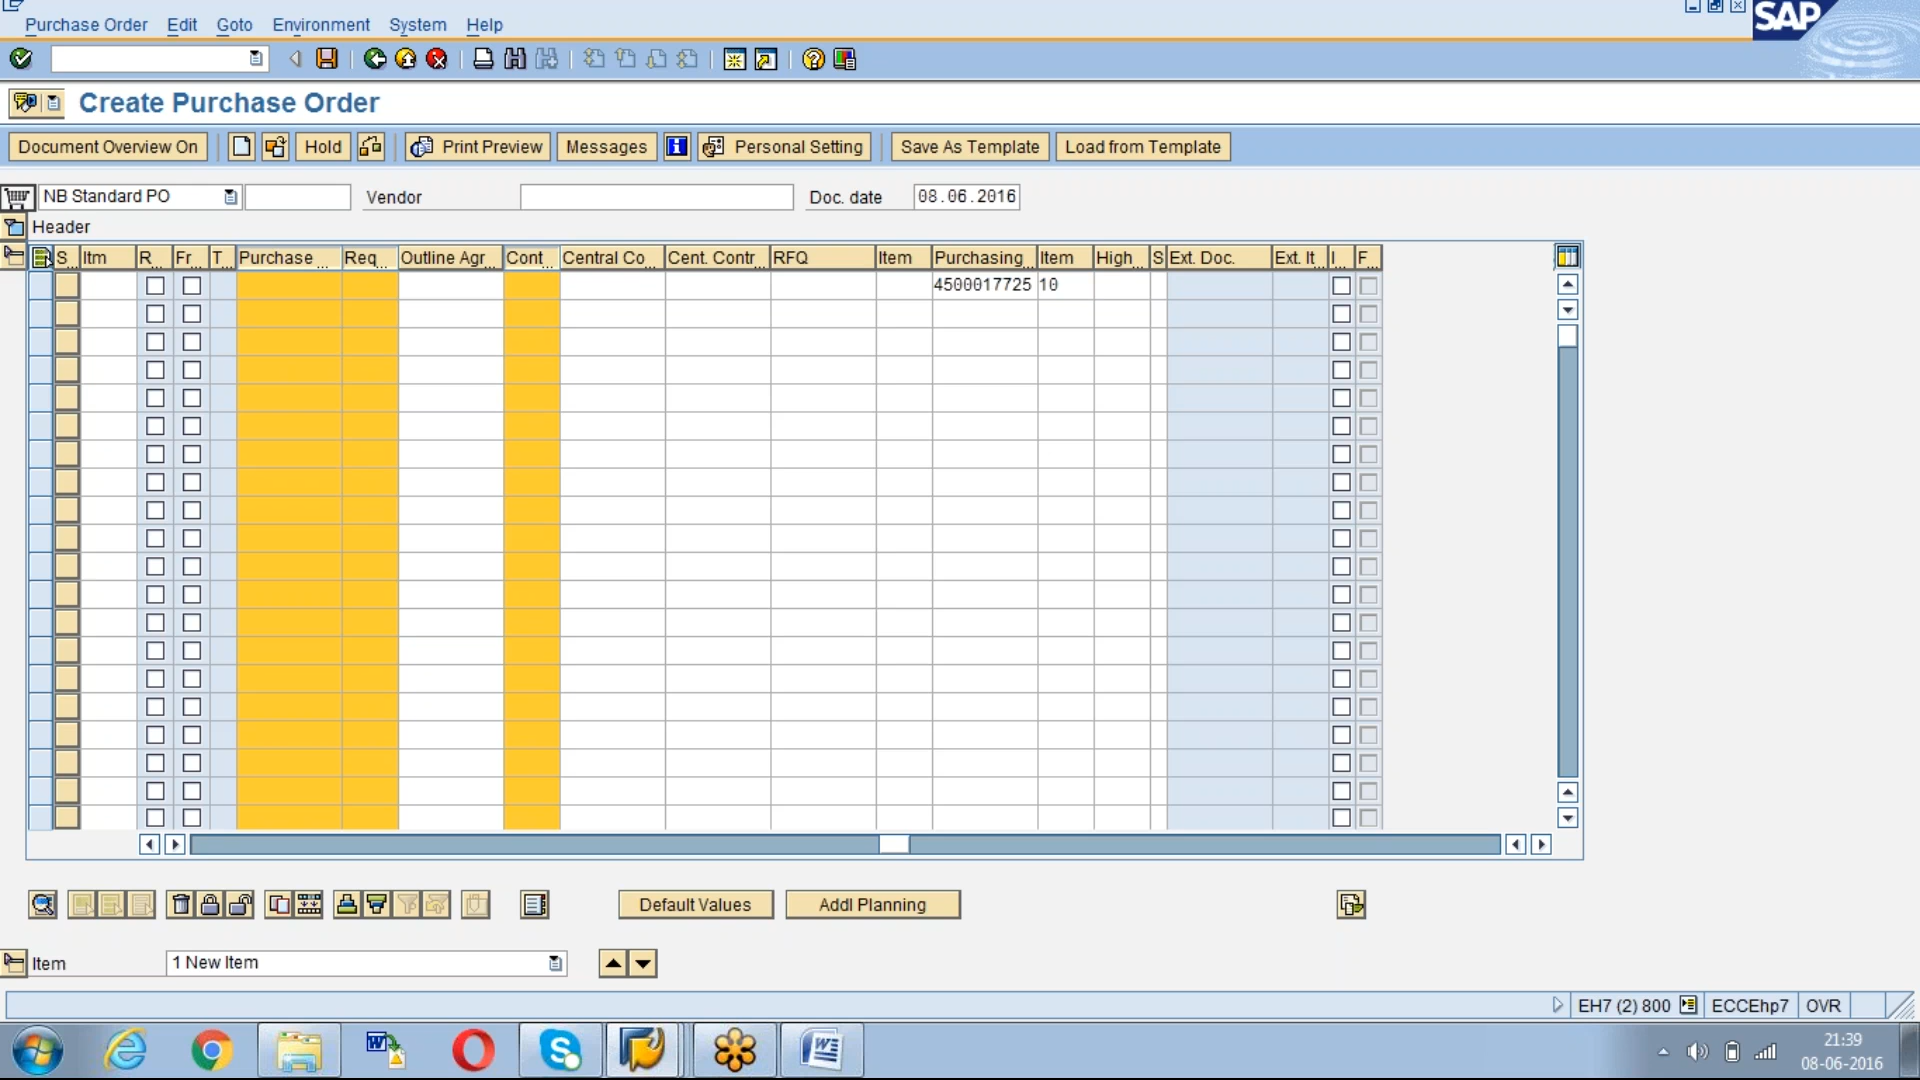 Purchase Order Edit Goto Environment System Help
SAP
Create Purchase Order
Document Overview On Hold Print Preview Messages Personal Setting Save As Template Load from Template
NB Standard PO Vendor Doc. date 08.06.2016
Header
S... Itm R... Fr... T... Purchase ... Req... Outline Agr... Cont... Central Co... Cent. Contr... RFQ Item Purchasing... Item High... S Ext. Doc. Ext. It... I... F...
4500017725 10
Default Values Addl Planning
Item 1 New Item
EH7 (2) 800 ECCEhp7 OVR
21:39
08-06-2016